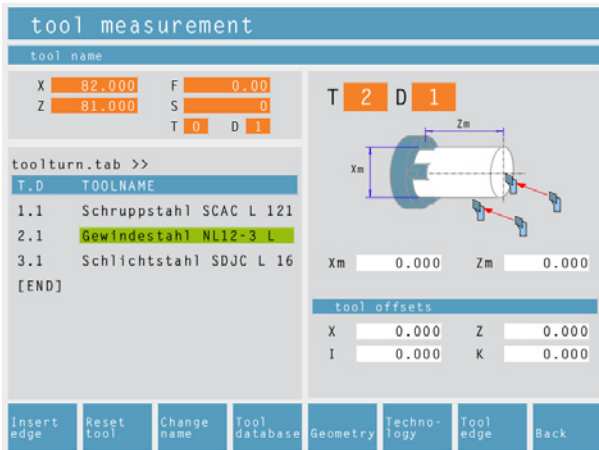 tool measurement
tool name
X 82.000 F 0.00
Z 81.000 S 0
T 0 D 1
toolturn.tab >>
T.D TOOLNAME
1.1 Schruppstahl SCAC L 121
2.1 Gewindestahl NL12-3 L
3.1 Schlichtstahl SDJC L 16
[END]
T 2 D 1
Zm
Xm
Xm 0.000 Zm 0.000
tool offsets
X 0.000 Z 0.000
I 0.000 K 0.000
Insert edge
Reset tool
Change name
Tool database
Geometry
Techno-logy
Tool edge
Back